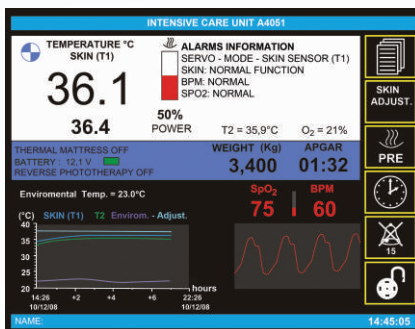 INTENSIVE CARE UNIT A4051
TEMPERATURE °C
SKIN (T1)
36.1
36.4
ALARMS INFORMATION
SERVO - MODE - SKIN SENSOR (T1)
SKIN: NORMAL FUNCTION
BPM: NORMAL
SPO2: NORMAL
50%
POWER
T2 = 35,9°C
O₂ = 21%
SKIN
ADJUST.
PRE
15
THERMAL MATTRESS OFF
BATTERY : 12.1 V
REVERSE PHOTOTHERAPY OFF
WEIGHT (Kg)
3,400
APGAR
01:32
Enviromental Temp. = 23.0°C
SpO₂
75
BPM
60
(°C) SKIN (T1) T2 Envirom. - Adjust.
40
35
30
25
20
hours
14:26 +2 +4 +6 22:26
10/12/08 10/12/08
NAME:
14:45:05